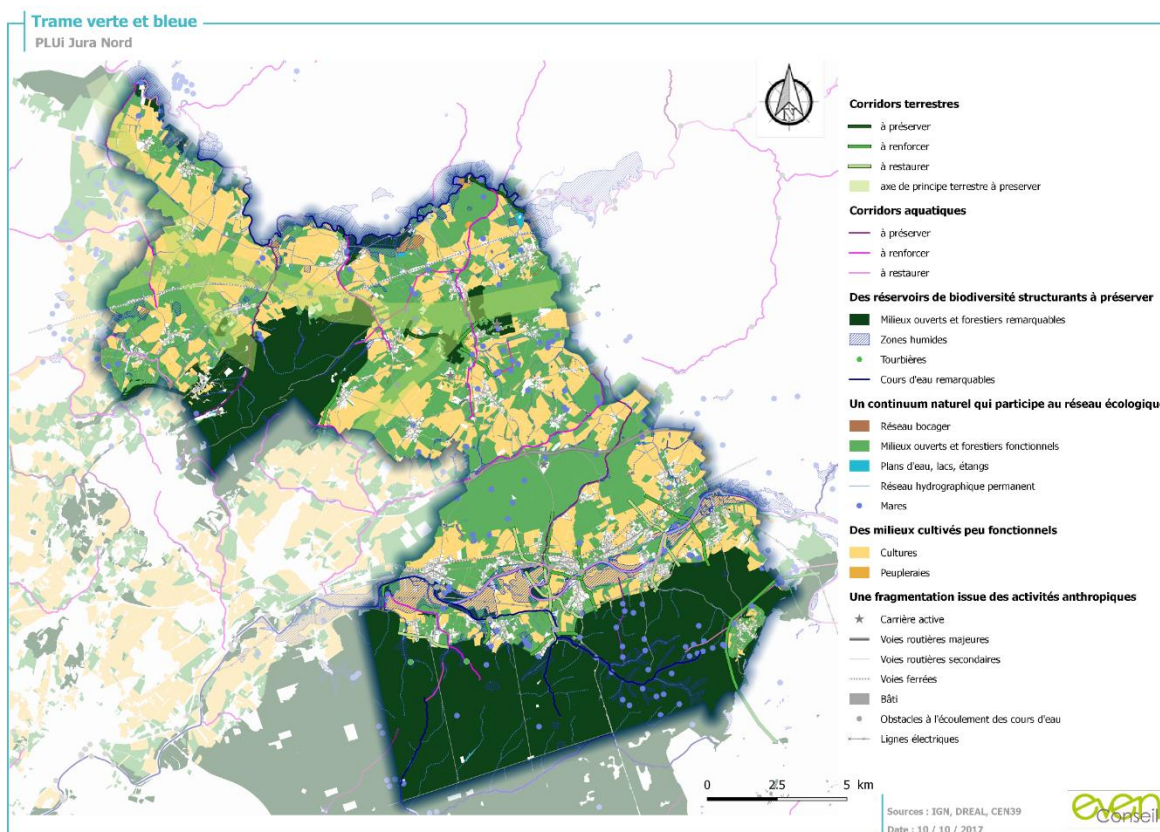 Trame verte et bleue
PLUi Jura Nord
N
Corridors terrestres
à préserver
à renforcer
à restaurer
axe de principe terrestre à preserver
Corridors aquatiques
à préserver
à renforcer
à restaurer
Des réservoirs de biodiversité structurants à préserver
Milieux ouverts et forestiers remarquables
Zones humides
Tourbières
Cours d'eau remarquables
Un continuum naturel qui participe au réseau écologique
Réseau bocager
Milieux ouverts et forestiers fonctionnels
Plans d'eau, lacs, étangs
Réseau hydrographique permanent
Mares
Des milieux cultivés peu fonctionnels
Cultures
Peupleraies
Une fragmentation issue des activités anthropiques
Carrière active
Voies routières majeures
Voies routières secondaires
Voies ferrées
Bâti
Obstacles à l'écoulement des cours d'eau
Lignes électriques
0 2.5 5 km
Sources : IGN, DREAL, CEN39
Date : 10 / 10 / 2017
even
Conseil